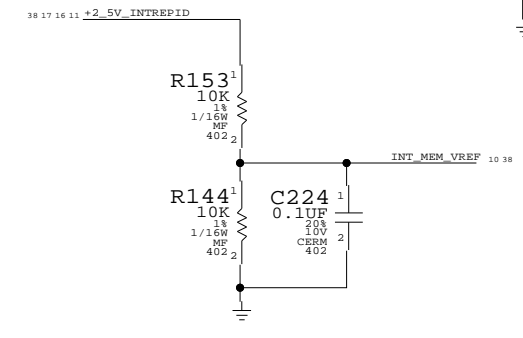 38 17 16 11 +2_5V_INTREPID
R153 1
10K
1%
1/16W
MF
402 2
INT_MEM_VREF 10 38
R144 1
10K
1%
1/16W
MF
402 2
C224 1
0.1UF
20%
10V
CERM 2
402